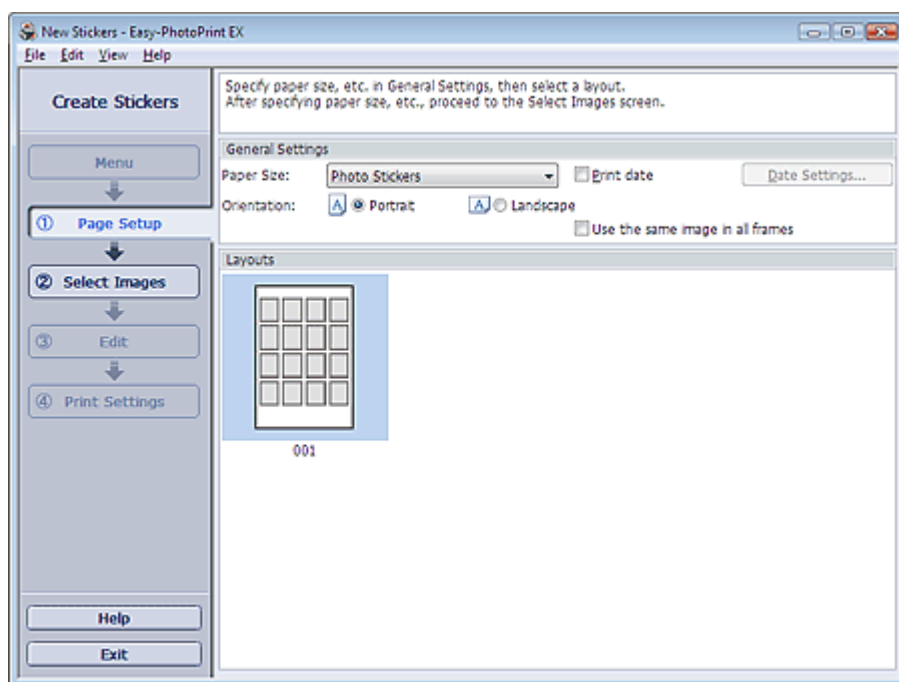 New Stickers - Easy-PhotoPrint EX
File Edit View Help
Create Stickers
Menu
① Page Setup
② Select Images
③ Edit
④ Print Settings
Help
Exit
Specify paper size, etc. in General Settings, then select a layout.
After specifying paper size, etc., proceed to the Select Images screen.
General Settings
Paper Size: Photo Stickers Print date Date Settings...
Orientation: A Portrait A Landscape
Use the same image in all frames
Layouts
001